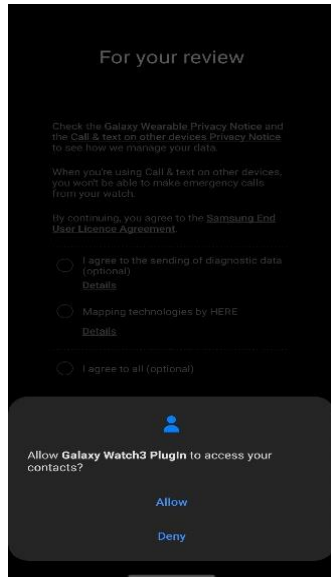 For your review
Check the Galaxy Wearable Privacy Notice and
the Call & text on other devices Privacy Notice
to see how we manage your data.
When you're using Call & text on other devices,
you won't be able to make emergency calls
from your watch.
By continuing, you agree to the Samsung End
User Licence Agreement.
I agree to the sending of diagnostic data
(optional)
Details
Mapping technologies by HERE
Details
I agree to all (optional)
Allow Galaxy Watch3 PlugIn to access your
contacts?
Allow
Deny